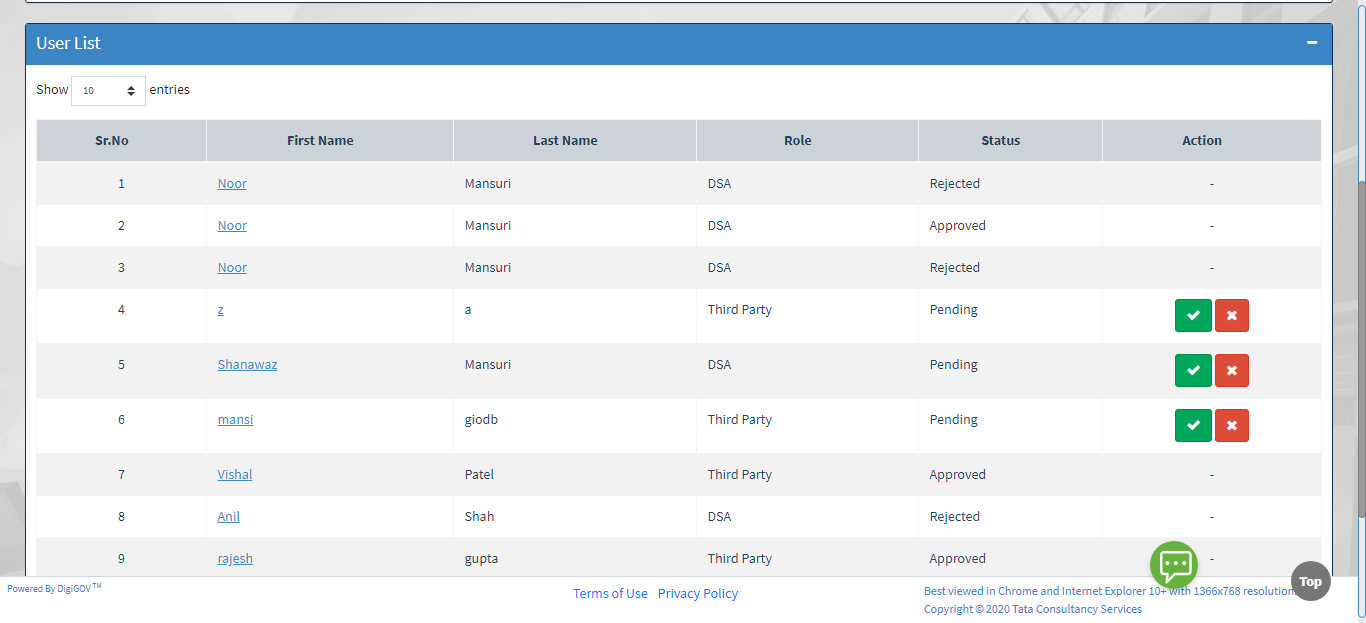 User List
Show 10 entries
Sr.No First Name Last Name Role Status Action
1 Noor Mansuri DSA Rejected -
2 Noor Mansuri DSA Approved -
3 Noor Mansuri DSA Rejected -
4 z a Third Party Pending
5 Shanawaz Mansuri DSA Pending
6 mansi giodb Third Party Pending
7 Vishal Patel Third Party Approved -
8 Anil Shah DSA Rejected -
9 rajesh gupta Third Party Approved -
Powered By DigiGOV TM
Terms of Use Privacy Policy
Best viewed in Chrome and Internet Explorer 10+ with 1366x768 resolution
Copyright © 2020 Tata Consultancy Services
Top